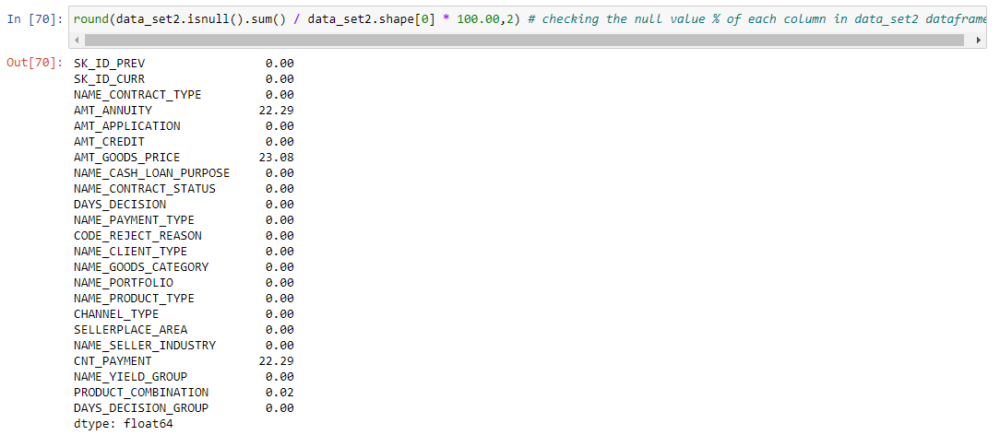 In [70]: round(data_set2.isnull().sum() / data_set2.shape[0] * 100.00,2) # checking the null value % of each column in data_set2 dataframe
Out[70]: SK_ID_PREV 0.00
SK_ID_CURR 0.00
NAME_CONTRACT_TYPE 0.00
AMT_ANNUITY 22.29
AMT_APPLICATION 0.00
AMT_CREDIT 0.00
AMT_GOODS_PRICE 23.08
NAME_CASH_LOAN_PURPOSE 0.00
NAME_CONTRACT_STATUS 0.00
DAYS_DECISION 0.00
NAME_PAYMENT_TYPE 0.00
CODE_REJECT_REASON 0.00
NAME_CLIENT_TYPE 0.00
NAME_GOODS_CATEGORY 0.00
NAME_PORTFOLIO 0.00
NAME_PRODUCT_TYPE 0.00
CHANNEL_TYPE 0.00
SELLERPLACE_AREA 0.00
NAME_SELLER_INDUSTRY 0.00
CNT_PAYMENT 22.29
NAME_YIELD_GROUP 0.00
PRODUCT_COMBINATION 0.02
DAYS_DECISION_GROUP 0.00
dtype: float64